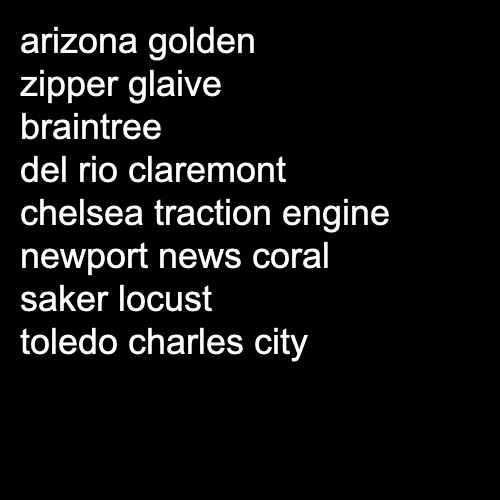 arizona golden
zipper glaive
braintree
del rio claremont
chelsea traction engine
newport news coral
saker locust
toledo charles city